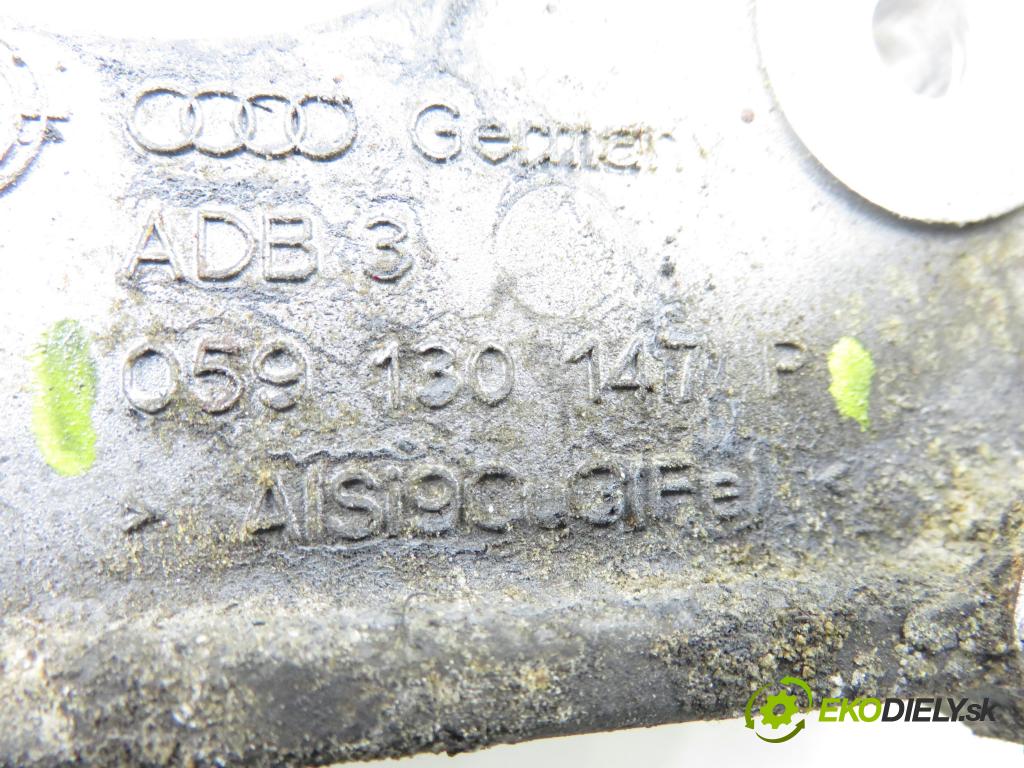 Germany
ADB 3
059 130 147 P
> AlSi9Cu3(Fe) <
EKODIELY.sk